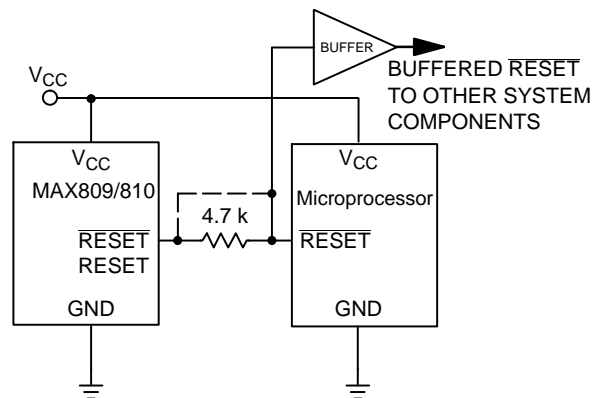 BUFFER
BUFFERED RESET
TO OTHER SYSTEM
COMPONENTS
VCC
VCC
MAX809/810
RESET
RESET
GND
4.7 k
VCC
Microprocessor
RESET
GND